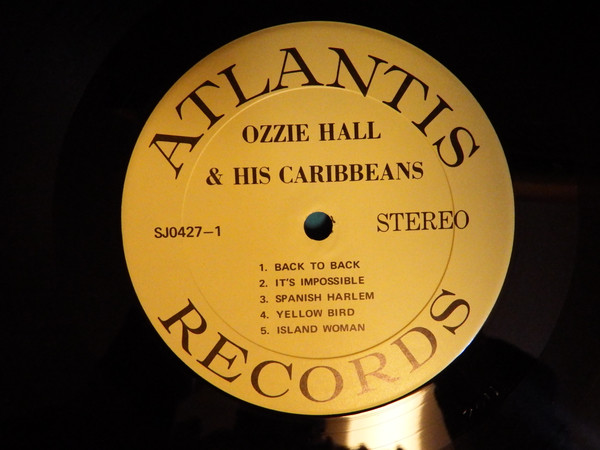 ATLANTIS
OZZIE HALL
& HIS CARIBBEANS
SJ0427-1
STEREO
1. BACK TO BACK
2. IT'S IMPOSSIBLE
3. SPANISH HARLEM
4. YELLOW BIRD
5. ISLAND WOMAN
RECORDS